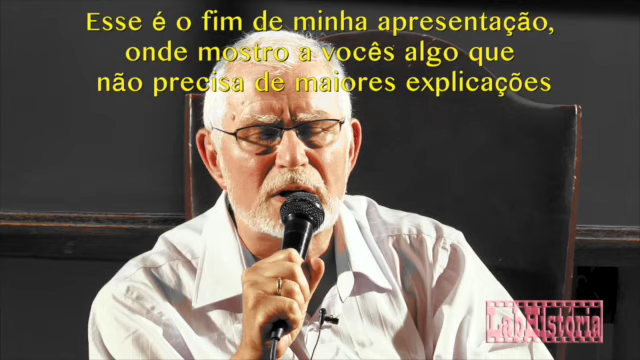 Esse é o fim de minha apresentação,
onde mostro a vocês algo que
não precisa de maiores explicações
LabHistória